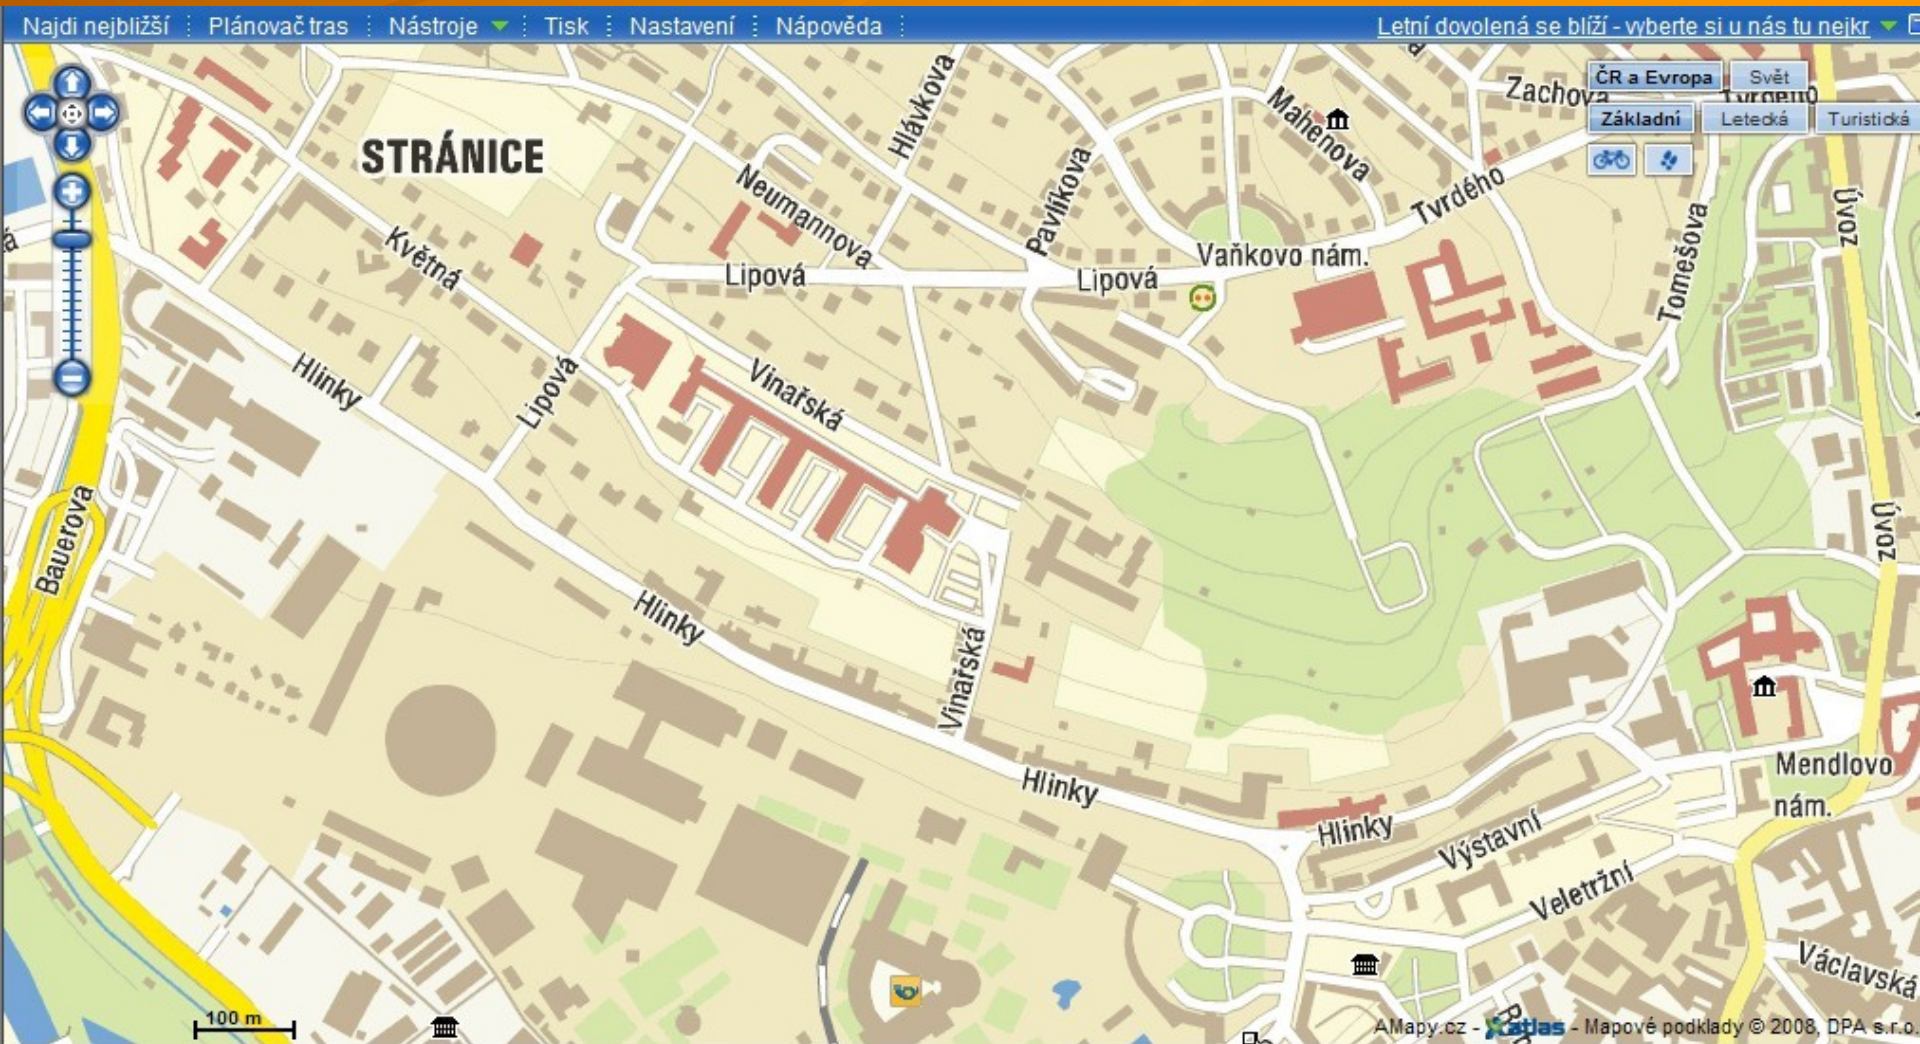 Najdi nejbližší Plánovač tras Nástroje Tisk Nastavení Nápověda
Letní dovolená se blíží - vyberte si u nás tu nejkr
ČR a Evropa Svět
Základní Letecká Turistická
Zachova
Tvrdého
Hlávkova
Mahenova
STRÁNICE
Neumannova
Pavlíkova
Tvrdého
Úvoz
Květná
Lipová
Lipová
Vaňkovo nám.
Tomešova
Hlinky
Lipová
Vinařská
Bauerova
Úvoz
Hlinky
Vinařská
Hlinky
Mendlovo
nám.
Hlinky
Výstavní
Veletržní
Václavská
100 m
AMapy.cz - atlas - Mapové podklady © 2008, DPA s.r.o.